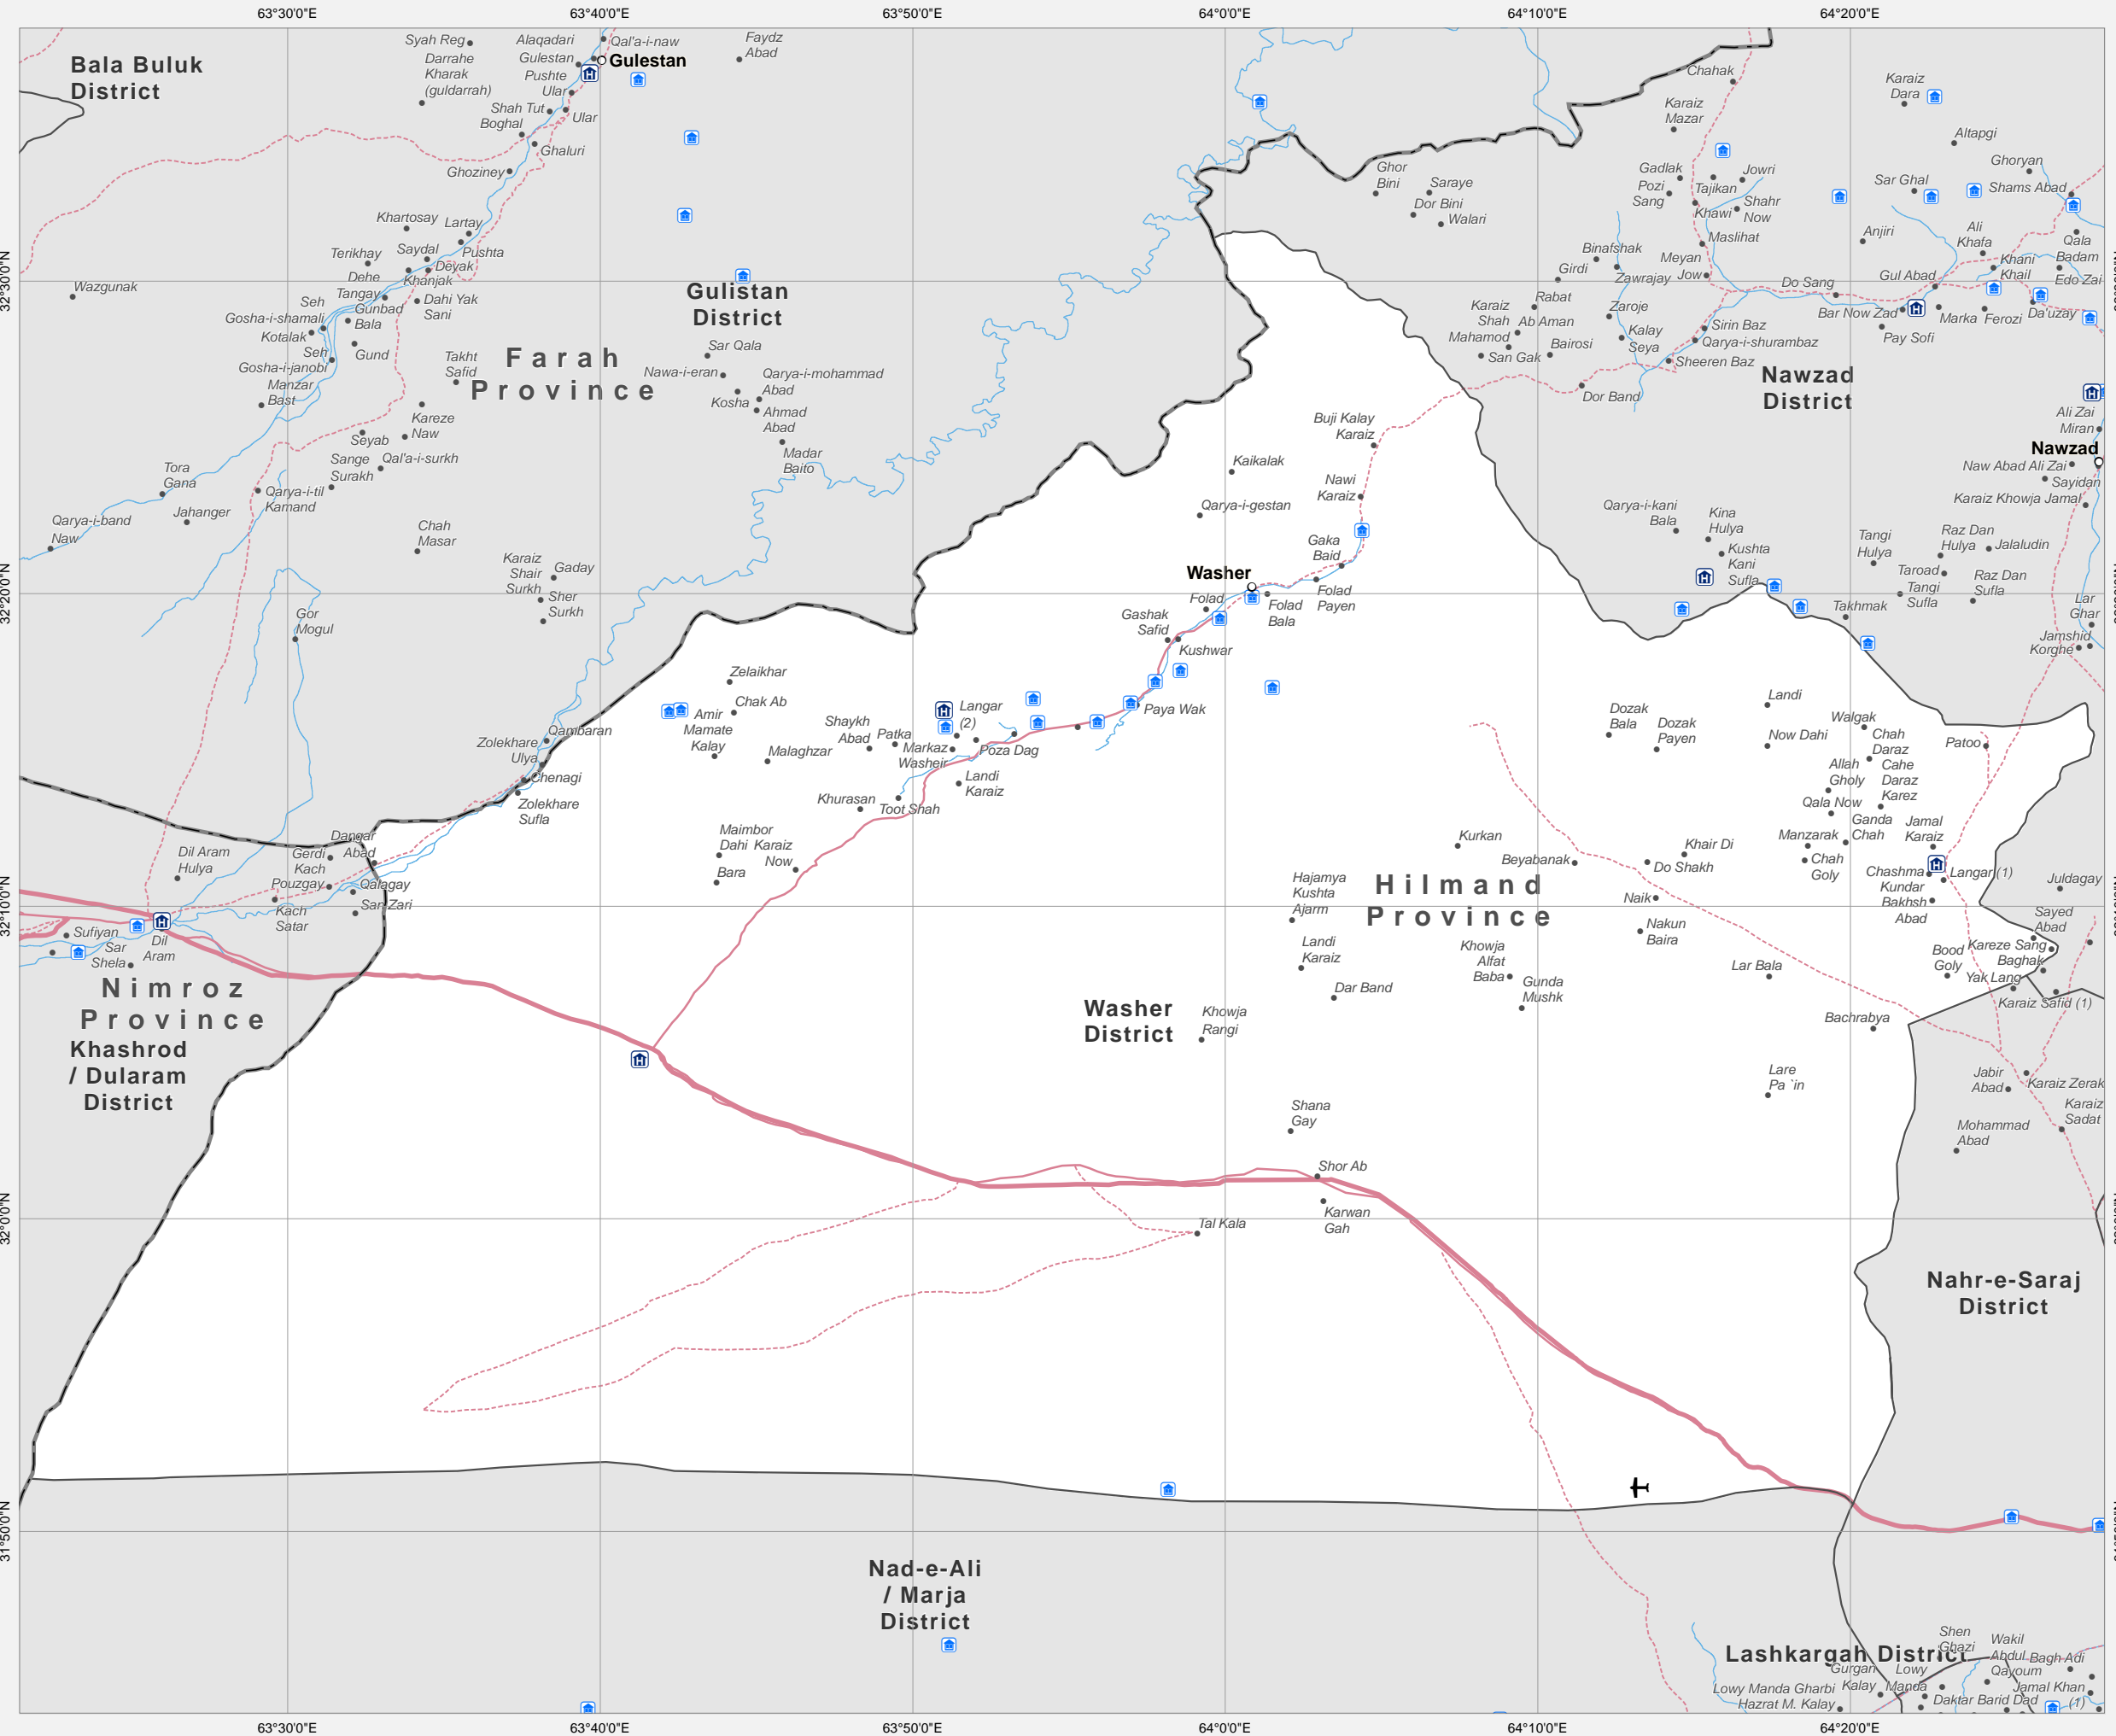 63°30'0"E
63°40'0"E
63°50'0"E
64°0'0"E
64°10'0"E
64°20'0"E
Bala Buluk
District
Syah Reg
Darrahe
Kharak
(guldarrah)
Alaqadari
Gulestan
Pushte
Ular
Qal'a-i-naw
Gulestan
Faydz
Abad
Shah Tut
Boghal
Ular
Ghaluri
Ghoziney
Khartosay
Lartay
Terikhay
Saydal
Pushta
Deyak
Dehe
Khanjak
Wazgunak
Tangay
Seh
Gosha-i-shamali
Gunbad
Bala
Dahi Yak
Sani
Kotalak
Seh
Gosha-i-janobi
Gund
Manzar
Bast
Takht
Safid
Kareze
Naw
Seyab
Sange
Surakh
Qal'a-i-surkh
Tora
Gana
Qarya-i-til
Kamand
Jahanger
Qarya-i-band
Naw
Chah
Masar
Karaiz
Shair
Surkh
Gaday
Sher
Surkh
Gor
Mogul
Gulistan
District
Farah
Province
Sar Qala
Nawa-i-eran
Qarya-i-mohammad
Abad
Kosha
Ahmad
Abad
Madar
Baito
Chahak
Karaiz
Mazar
Karaiz
Dara
Altapgi
Ghoryan
Ghor
Bini
Saraye
Dor Bini
Walari
Gadlak
Pozi
Sang
Tajikan
Jowri
Khawi
Shahr
Now
Sar Ghal
Shams Abad
Maslihat
Anjiri
Ali
Khafa
Qala
Badam
Binafshak
Meyan
Jow
Girdi
Zawrajay
Do Sang
Gul Abad
Khani
Khail
Edo Zai
Karaiz
Shah
Mahamod
Rabat
Ab Aman
Zaroje
Kalay
Seya
Sirin Baz
Qarya-i-shurambaz
Bar Now Zad
Marka
Ferozi
Da'uzay
Pay Sofi
San Gak
Bairosi
Sheeren Baz
Dor Band
Nawzad
District
Ali Zai
Miran
Nawzad
Naw Abad Ali Zai
Sayidan
Karaiz Khowja Jamal
Buji Kalay
Karaiz
Kaikalak
Nawi
Karaiz
Qarya-i-gestan
Gaka
Baid
Washer
Folad
Folad
Bala
Folad
Payen
Gashak
Safid
Kushwar
Qarya-i-kani
Bala
Kina
Hulya
Kushta
Kani
Sufla
Tangi
Hulya
Raz Dan
Hulya
Jalaludin
Taroad
Tangi
Sufla
Raz Dan
Sufla
Takhmak
Lar
Ghar
Jamshid
Korghe
Zelaikhar
Chak Ab
Amir
Mamate
Kalay
Malaghzar
Shaykh
Abad
Patka
Langar
(2)
Markaz
Washeir
Poza Dag
Paya Wak
Landi
Karaiz
Khurasan
Toot Shah
Qambaran
Zolekhare
Ulya
Chenagi
Zolekhare
Sufla
Maimbor
Dahi
Karaiz
Now
Bara
Dozak
Bala
Dozak
Payen
Landi
Now Dahi
Walgak
Patoo
Chah
Daraz
Allah
Gholy
Cahe
Daraz
Karez
Qala Now
Ganda
Chah
Jamal
Karaiz
Manzarak
Chah
Goly
Kurkan
Beyabanak
Khair Di
Do Shakh
Chashma
Kundar
Bakhsh
Abad
Langar(1)
Juldagay
Sayed
Abad
Naik
Nakun
Baira
Hajamya
Kushta
Ajarm
Hilmand
Province
Landi
Karaiz
Khowja
Alfat
Baba
Gunda
Mushk
Dar Band
Lar Bala
Bood
Goly
Kareze Sang
Baghak
Yak Lang
Karaiz Safid (1)
Bachrabya
Khowja
Rangi
Washer
District
Lare
Pa `in
Jabir
Abad
Karaiz Zerak
Karaiz
Sadat
Mohammad
Abad
Dangar
Abad
Gerdi
Kach
Dil Aram
Hulya
Pouzgay
Qalagay
Kach
Satar
San Zari
Sufiyan
Sar
Shela
Dil
Aram
Nimroz
Province
Khashrod
/ Dularam
District
Shana
Gay
Shor Ab
Karwan
Gah
Tal Kala
Nahr-e-Saraj
District
Nad-e-Ali
/ Marja
District
Lashkargah District
Shen
Ghazi
Wakil
Abdul
Qayoum
Bagh Adi
Gurgan
Kalay
Lowy
Manda
Lowy Manda Gharbi
Hazrat M. Kalay
Daktar Barid Dad
Jamal Khan
(1)
32°30'0"N
32°20'0"N
32°10'0"N
32°0'0"N
31°50'0"N
63°30'0"E
63°40'0"E
63°50'0"E
64°0'0"E
64°10'0"E
64°20'0"E